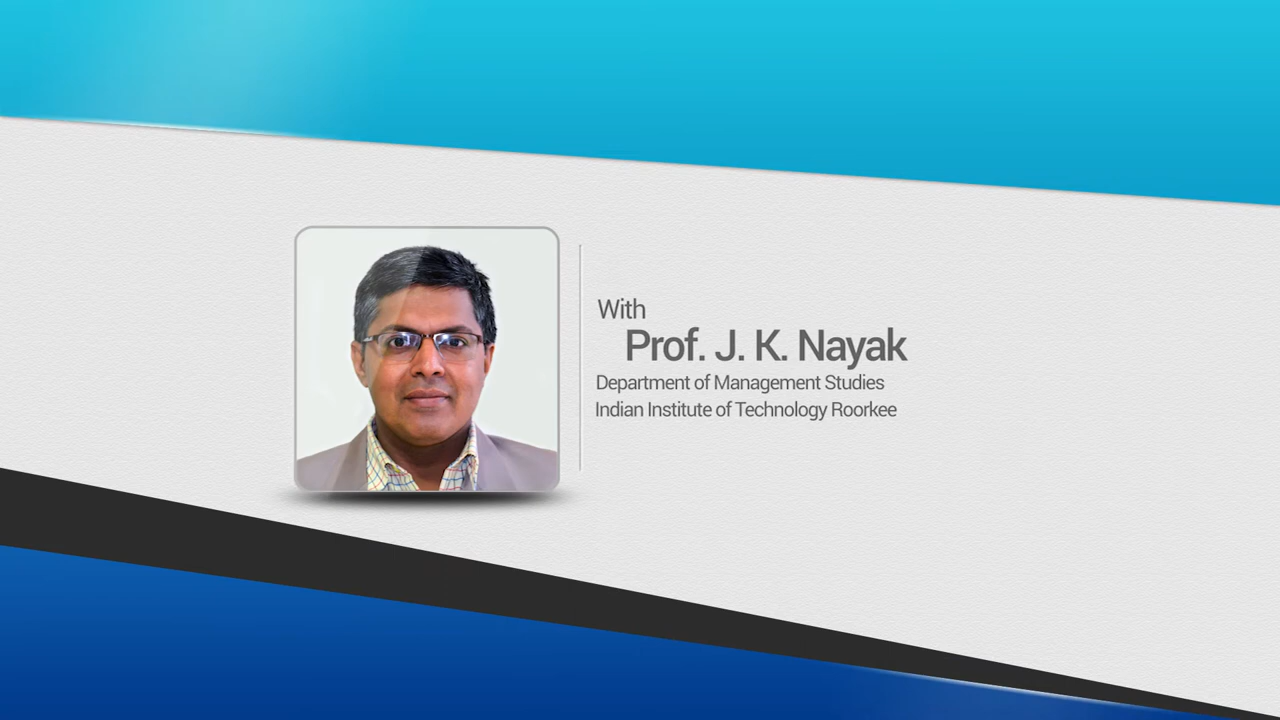 With
Prof. J. K. Nayak
Department of Management Studies
Indian Institute of Technology Roorkee